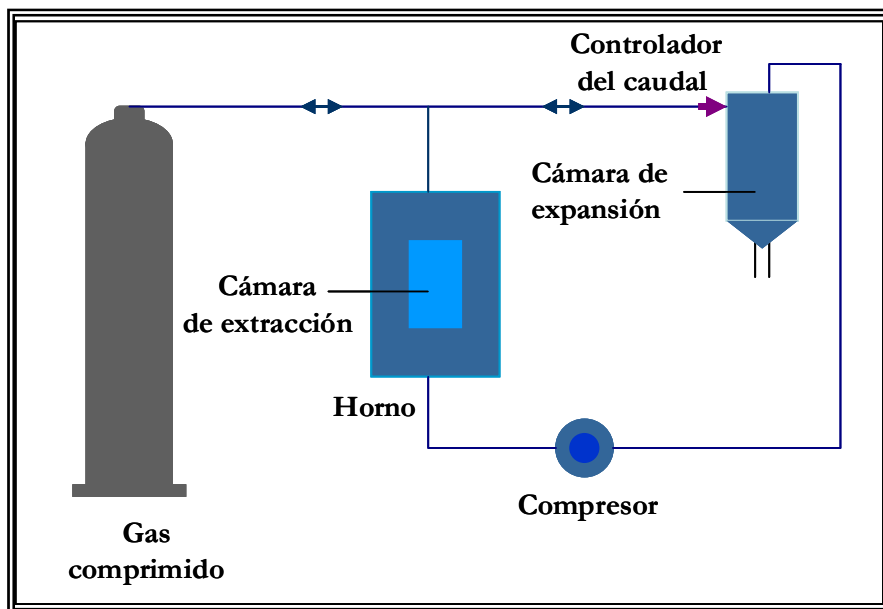 Controlador
del caudal
Cámara de
expansión
Cámara
de extracción
Horno
Compresor
Gas
comprimido